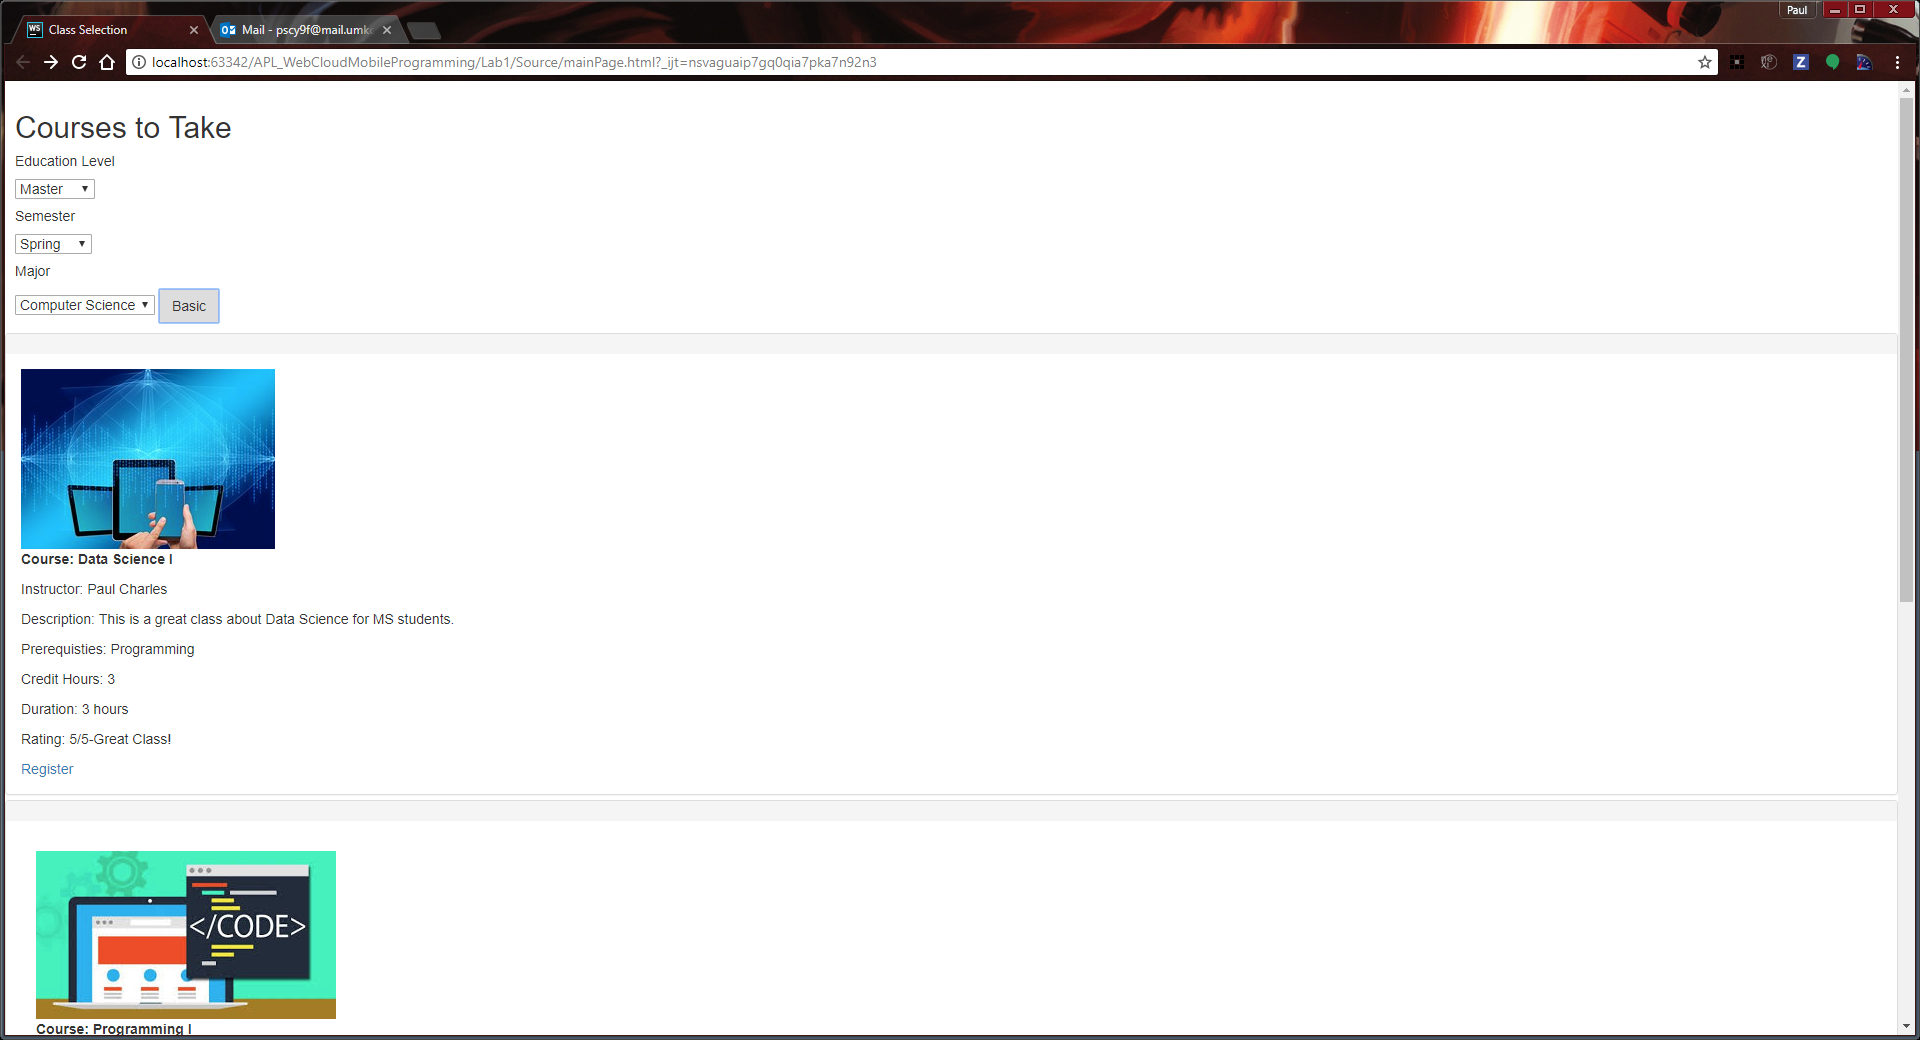 Paul
WS Class Selection
Mail - pscy9f@mail.umk
localhost:63342/APL_WebCloudMobileProgramming/Lab1/Source/mainPage.html?_ijt=nsvaguaip7gq0qia7pka7n92n3
Z
Courses to Take
Education Level
Master
Semester
Spring
Major
Computer Science
Basic
Course: Data Science I
Instructor: Paul Charles
Description: This is a great class about Data Science for MS students.
Prerequisties: Programming
Credit Hours: 3
Duration: 3 hours
Rating: 5/5-Great Class!
Register
</CODE>
Course: Programming I